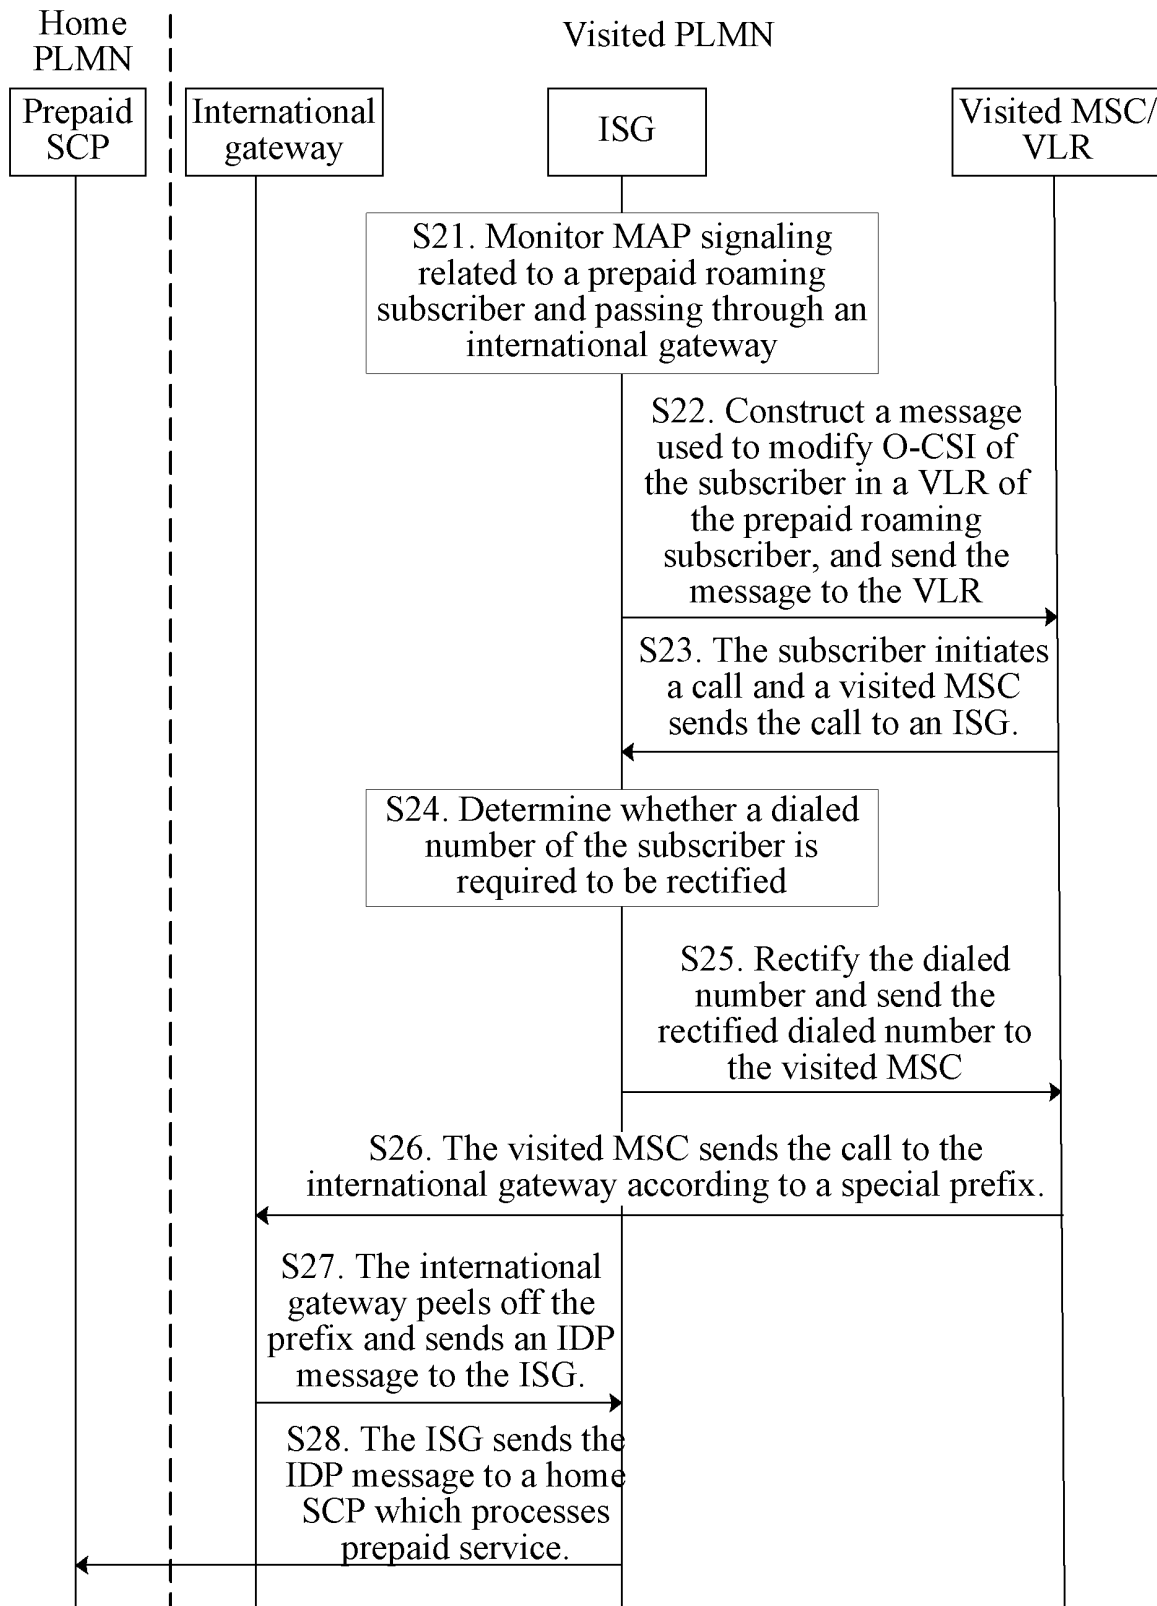 Home
PLMN
Visited PLMN
Prepaid
SCP
International
gateway
ISG
Visited MSC/
VLR
S21. Monitor MAP signaling
related to a prepaid roaming
subscriber and passing through an
international gateway
S22. Construct a message
used to modify O-CSI of
the subscriber in a VLR of
the prepaid roaming
subscriber, and send the
message to the VLR
S23. The subscriber initiates
a call and a visited MSC
sends the call to an ISG.
S24. Determine whether a dialed
number of the subscriber is
required to be rectified
S25. Rectify the dialed
number and send the
rectified dialed number to
the visited MSC
S26. The visited MSC sends the call to the
international gateway according to a special prefix.
S27. The international
gateway peels off the
prefix and sends an IDP
message to the ISG.
S28. The ISG sends the
IDP message to a home
SCP which processes
prepaid service.